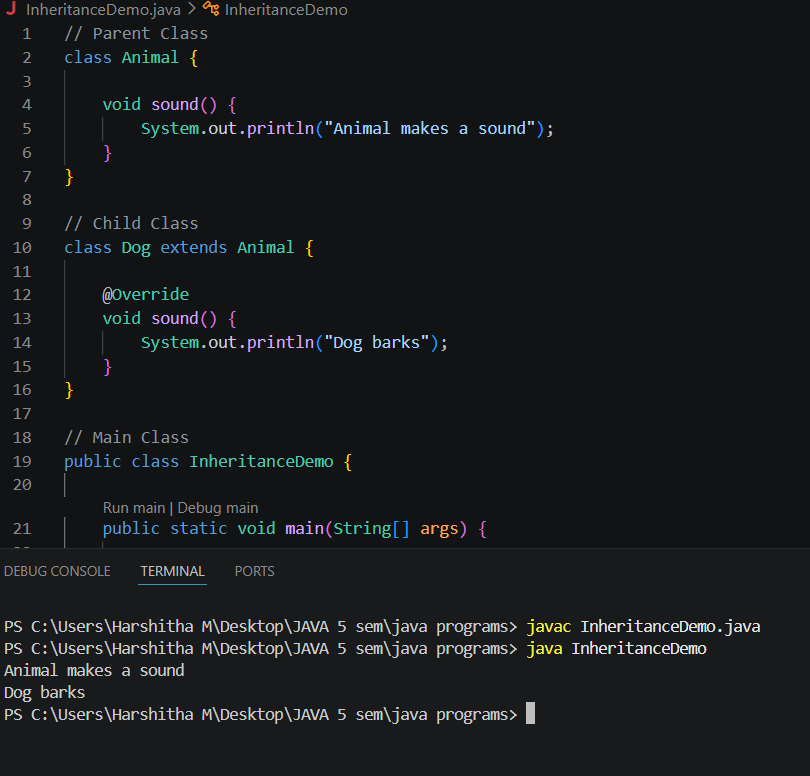 J InheritanceDemo.java > InheritanceDemo
1 // Parent Class
2 class Animal {
3
4 void sound() {
5 System.out.println("Animal makes a sound");
6 }
7 }
8
9 // Child Class
10 class Dog extends Animal {
11
12 @Override
13 void sound() {
14 System.out.println("Dog barks");
15 }
16 }
17
18 // Main Class
19 public class InheritanceDemo {
20
Run main | Debug main
21 public static void main(String[] args) {
DEBUG CONSOLE TERMINAL PORTS
PS C:\Users\Harshitha M\Desktop\JAVA 5 sem\java programs> javac InheritanceDemo.java
PS C:\Users\Harshitha M\Desktop\JAVA 5 sem\java programs> java InheritanceDemo
Animal makes a sound
Dog barks
PS C:\Users\Harshitha M\Desktop\JAVA 5 sem\java programs>